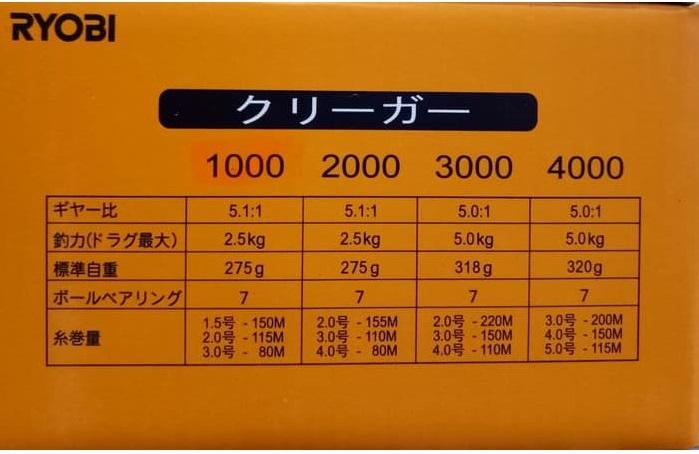 RYOBI
クリーガー
1000 2000 3000 4000
ギヤー比 5.1:1 5.1:1 5.0:1 5.0:1
釣力(ドラグ最大) 2.5kg 2.5kg 5.0kg 5.0kg
標準自重 275g 275g 318g 320g
ボールベアリング 7 7 7 7
糸巻量 1.5号 - 150M 2.0号 - 155M 2.0号 - 220M 3.0号 - 200M
2.0号 - 115M 3.0号 - 110M 3.0号 - 150M 4.0号 - 150M
3.0号 - 80M 4.0号 - 80M 4.0号 - 110M 5.0号 - 115M